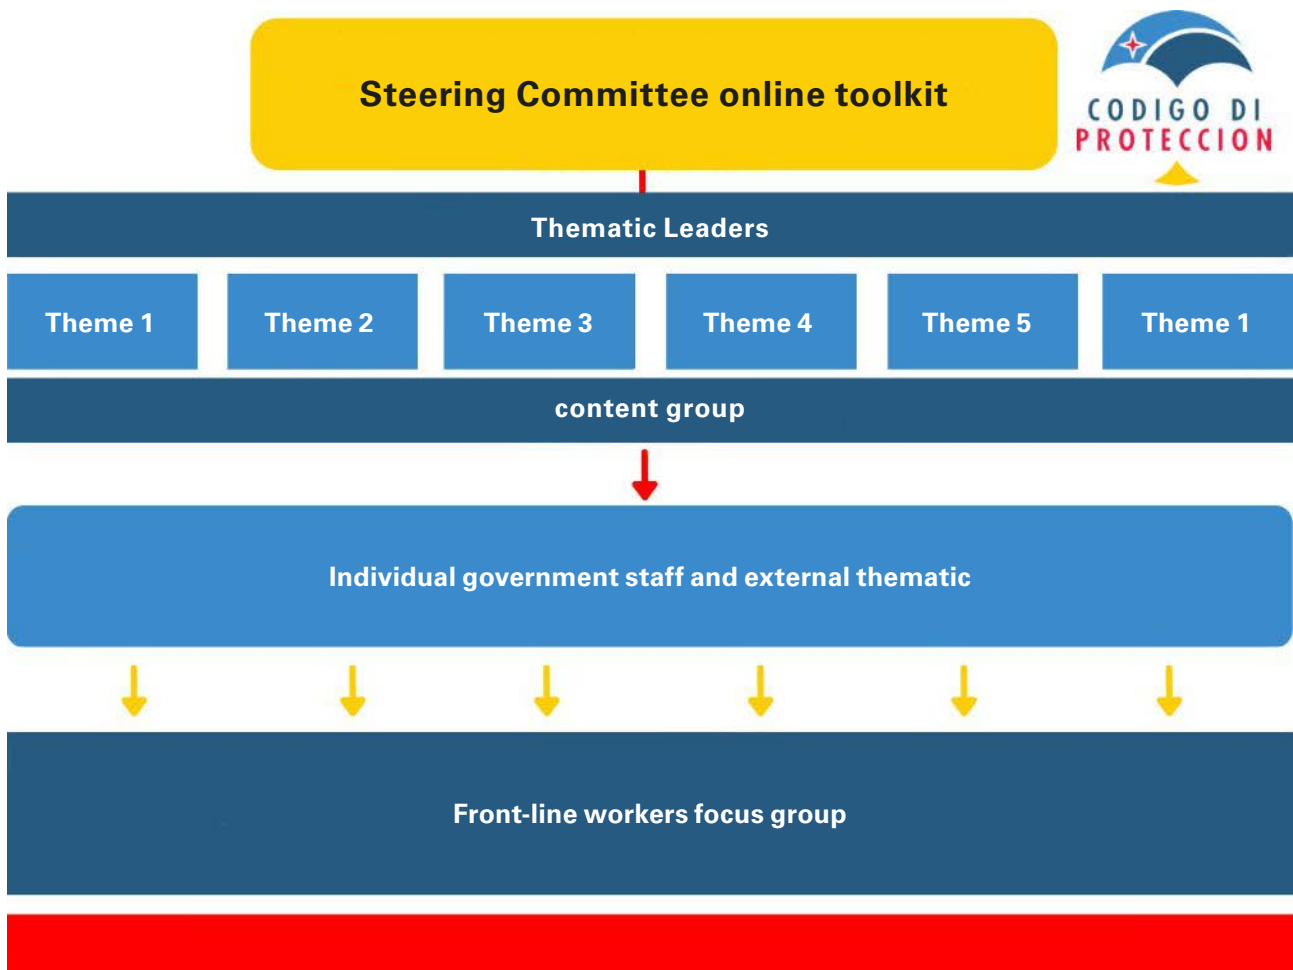 Steering Committee online toolkit
CODIGO DI
PROTECCION
Thematic Leaders
Theme 1
Theme 2
Theme 3
Theme 4
Theme 5
Theme 1
content group
Individual government staff and external thematic
Front-line workers focus group